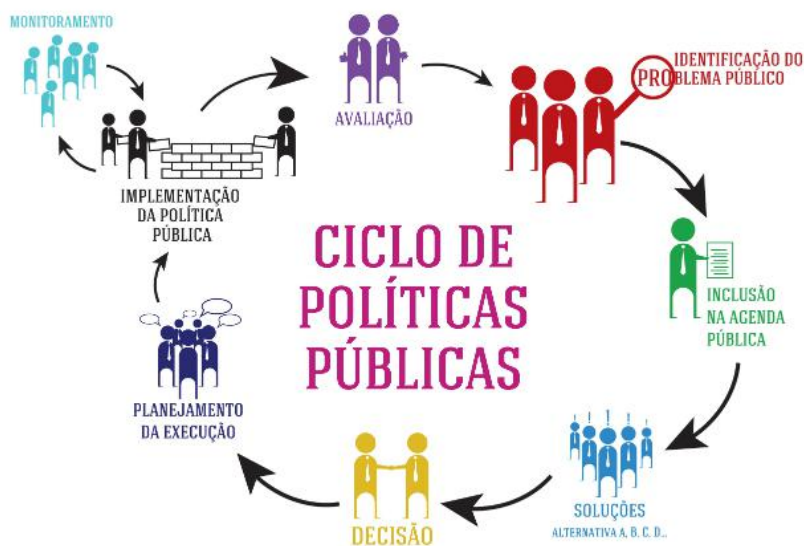 MONITORAMENTO
AVALIAÇÃO
IDENTIFICAÇÃO DO
PROBLEMA PÚBLICO
IMPLEMENTAÇÃO
DA POLÍTICA
PÚBLICA
CICLO DE
POLÍTICAS
PÚBLICAS
INCLUSÃO
NA AGENDA
PÚBLICA
PLANEJAMENTO
DA EXECUÇÃO
DECISÃO
SOLUÇÕES
ALTERNATIVA A, B, C, D...